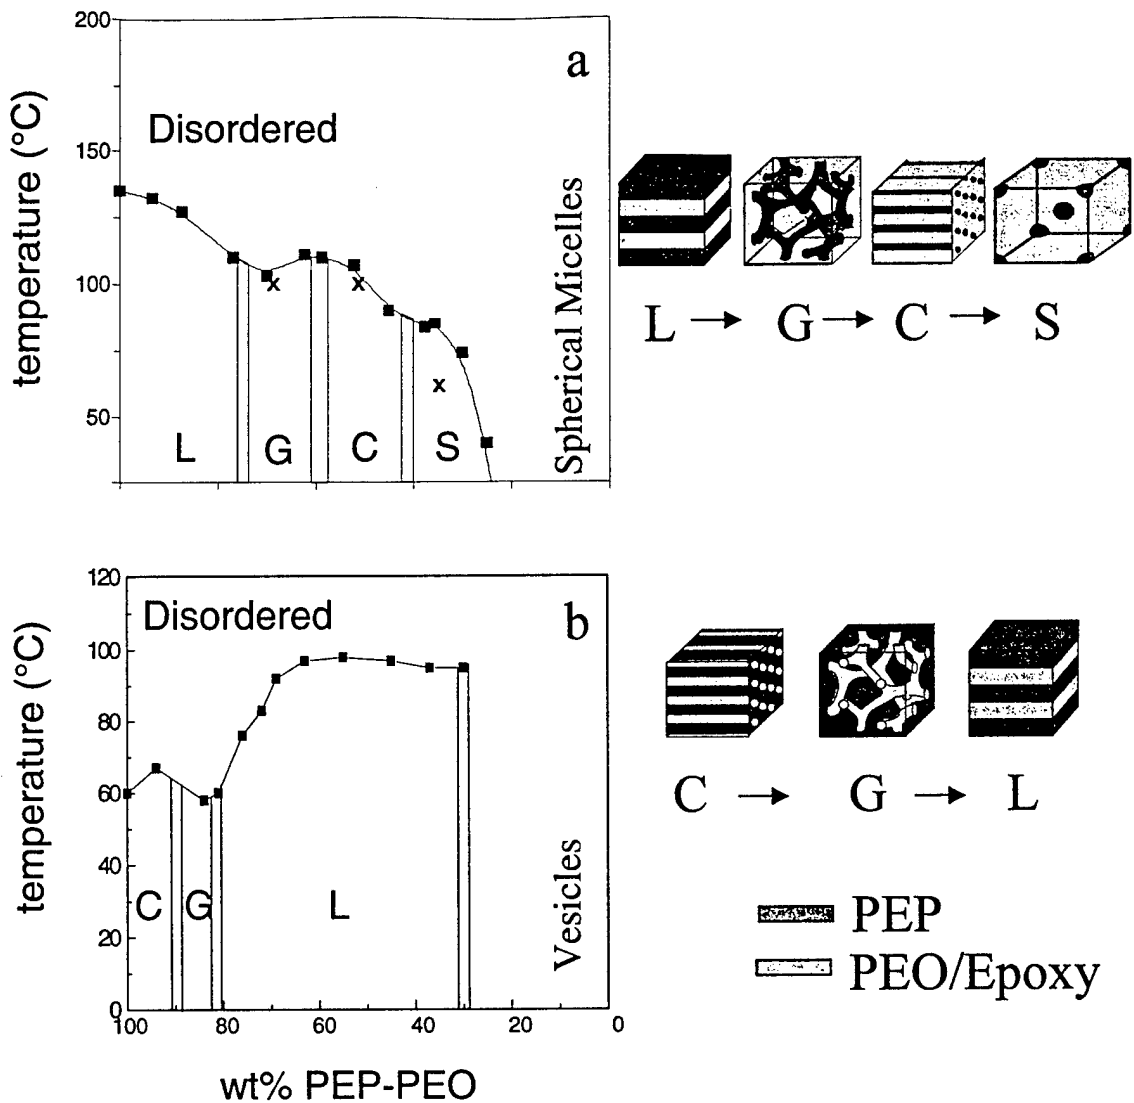 200
150
100
50
temperature (°C)
Disordered
a
Spherical Micelles
x
x
x
L
G
C
S
L → G → C → S
120
100
80
60
40
20
0
temperature (°C)
Disordered
b
Vesicles
C
G
L
100
80
60
40
20
0
wt% PEP-PEO
C → G → L
PEP
PEO/Epoxy